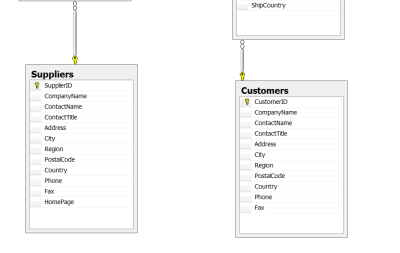 ShipCountry
Suppliers
SupplierID
CompanyName
ContactName
ContactTitle
Address
City
Region
PostalCode
Country
Phone
Fax
HomePage
Customers
CustomerID
CompanyName
ContactName
ContactTitle
Address
City
Region
PostalCode
Country
Phone
Fax